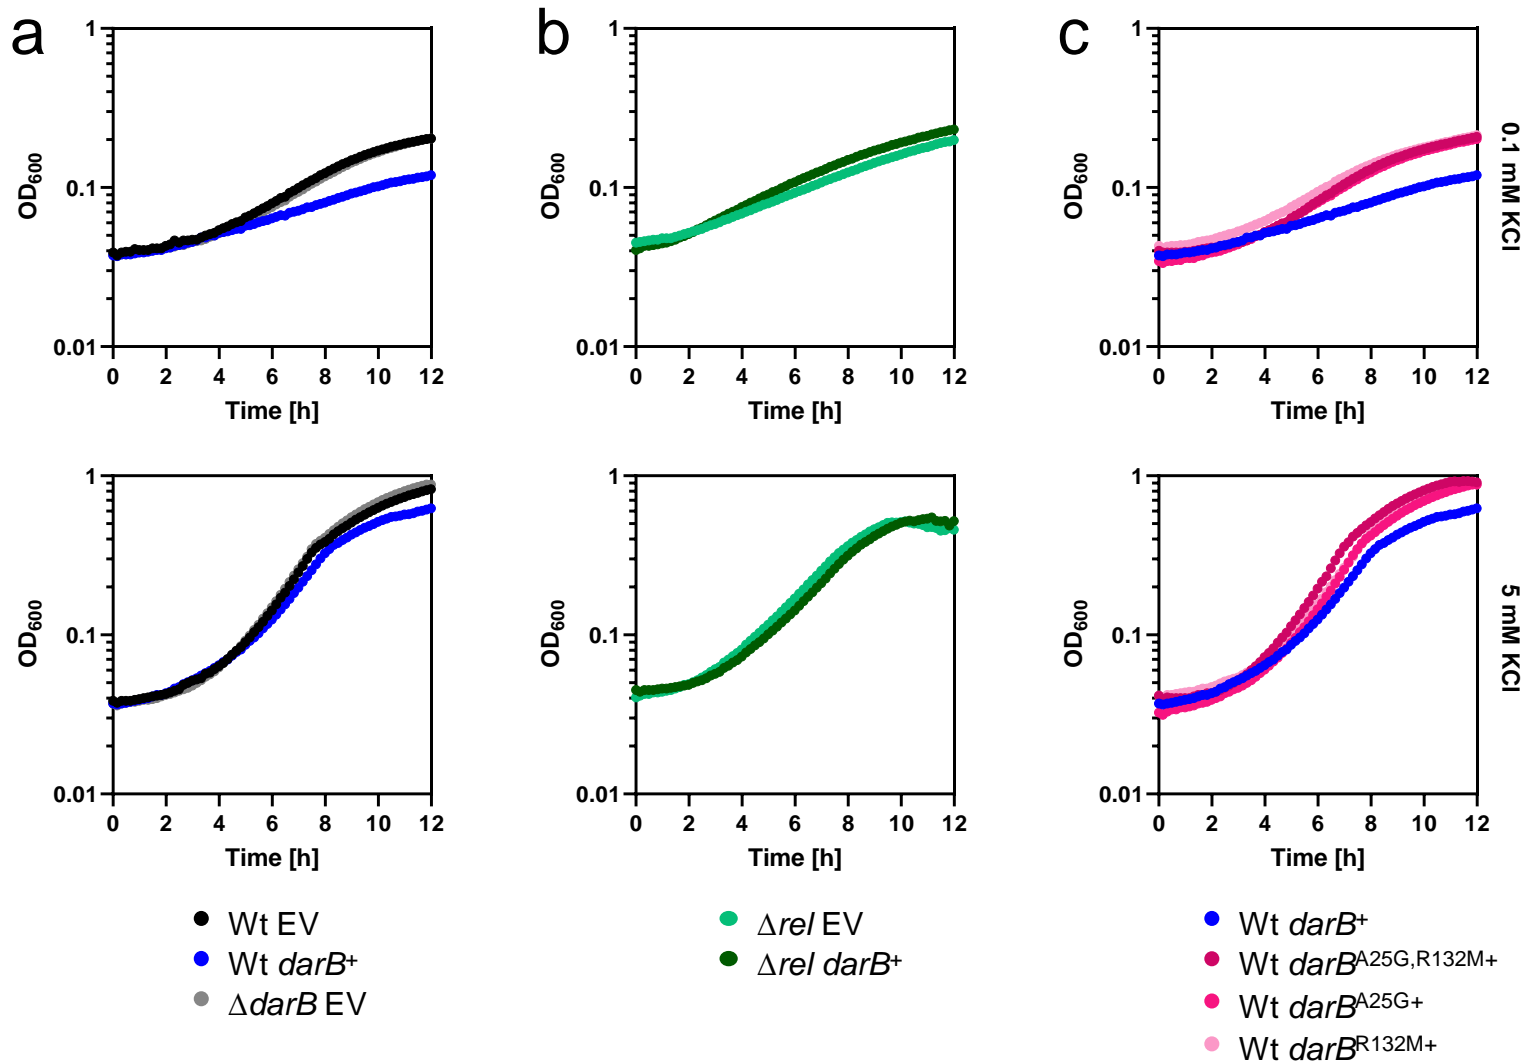 a
b
c
1
0.1
0.01
OD600
0 2 4 6 8 10 12
Time [h]
1
0.1
0.01
OD600
0 2 4 6 8 10 12
Time [h]
1
0.1
0.01
OD600
0 2 4 6 8 10 12
Time [h]
0.1 mM KCl
1
0.1
0.01
OD600
0 2 4 6 8 10 12
Time [h]
1
0.1
0.01
OD600
0 2 4 6 8 10 12
Time [h]
1
0.1
0.01
OD600
0 2 4 6 8 10 12
Time [h]
5 mM KCl
Wt EV
Wt darB+
ΔdarB EV
Δrel EV
Δrel darB+
Wt darB+
Wt darBA25G,R132M+
Wt darBA25G+
Wt darBR132M+